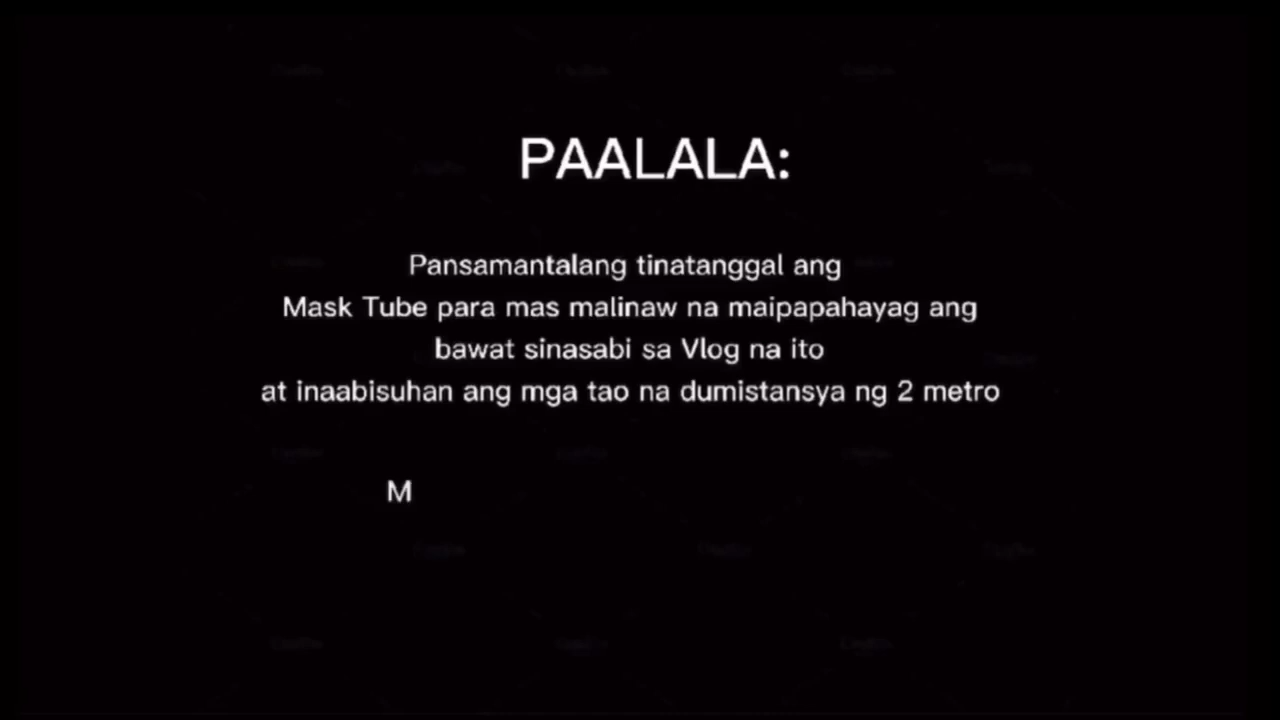 PAALALA:
Pansamantalang tinatanggal ang
Mask Tube para mas malinaw na maipapahayag ang
bawat sinasabi sa Vlog na ito
at inaabisuhan ang mga tao na dumistansya ng 2 metro
M